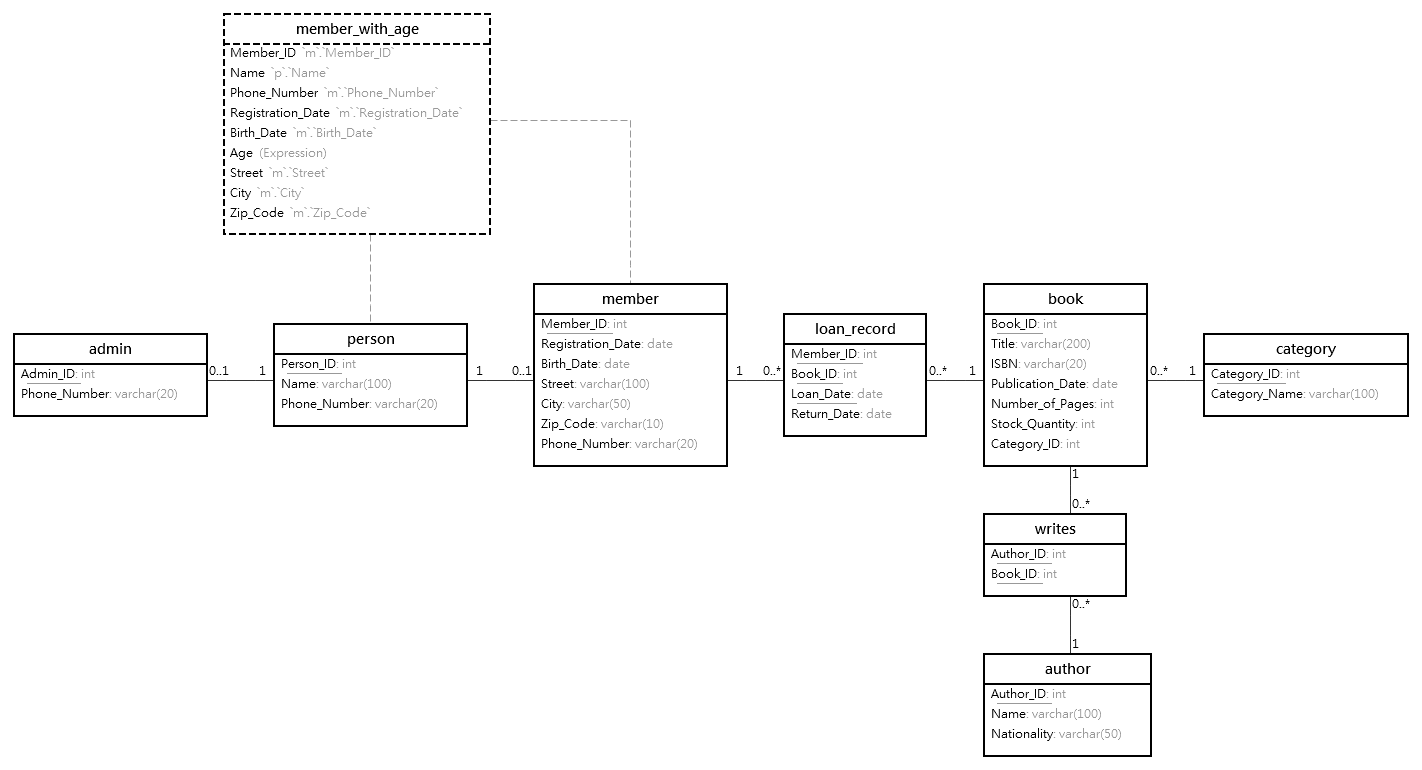 member_with_age
Member_ID `m`.`Member_ID`
Name `p`.`Name`
Phone_Number `m`.`Phone_Number`
Registration_Date `m`.`Registration_Date`
Birth_Date `m`.`Birth_Date`
Age (Expression)
Street `m`.`Street`
City `m`.`City`
Zip_Code `m`.`Zip_Code`
admin
Admin_ID: int
Phone_Number: varchar(20)
0..1 1
person
Person_ID: int
Name: varchar(100)
Phone_Number: varchar(20)
1 0..1
member
Member_ID: int
Registration_Date: date
Birth_Date: date
Street: varchar(100)
City: varchar(50)
Zip_Code: varchar(10)
Phone_Number: varchar(20)
1 0..*
loan_record
Member_ID: int
Book_ID: int
Loan_Date: date
Return_Date: date
0..* 1
book
Book_ID: int
Title: varchar(200)
ISBN: varchar(20)
Publication_Date: date
Number_of_Pages: int
Stock_Quantity: int
Category_ID: int
0..* 1
category
Category_ID: int
Category_Name: varchar(100)
1
0..*
writes
Author_ID: int
Book_ID: int
0..*
1
author
Author_ID: int
Name: varchar(100)
Nationality: varchar(50)